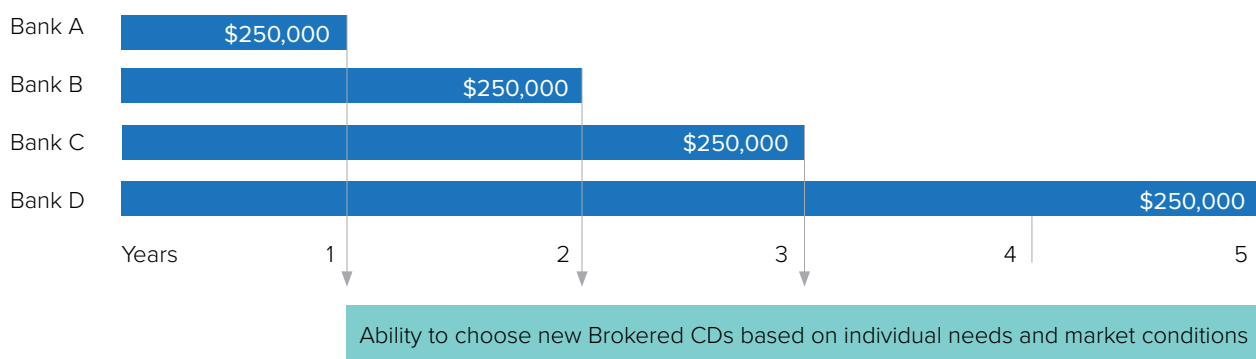 Bank A $250,000
Bank B $250,000
Bank C $250,000
Bank D $250,000
Years 1 2 3 4 5
Ability to choose new Brokered CDs based on individual needs and market conditions